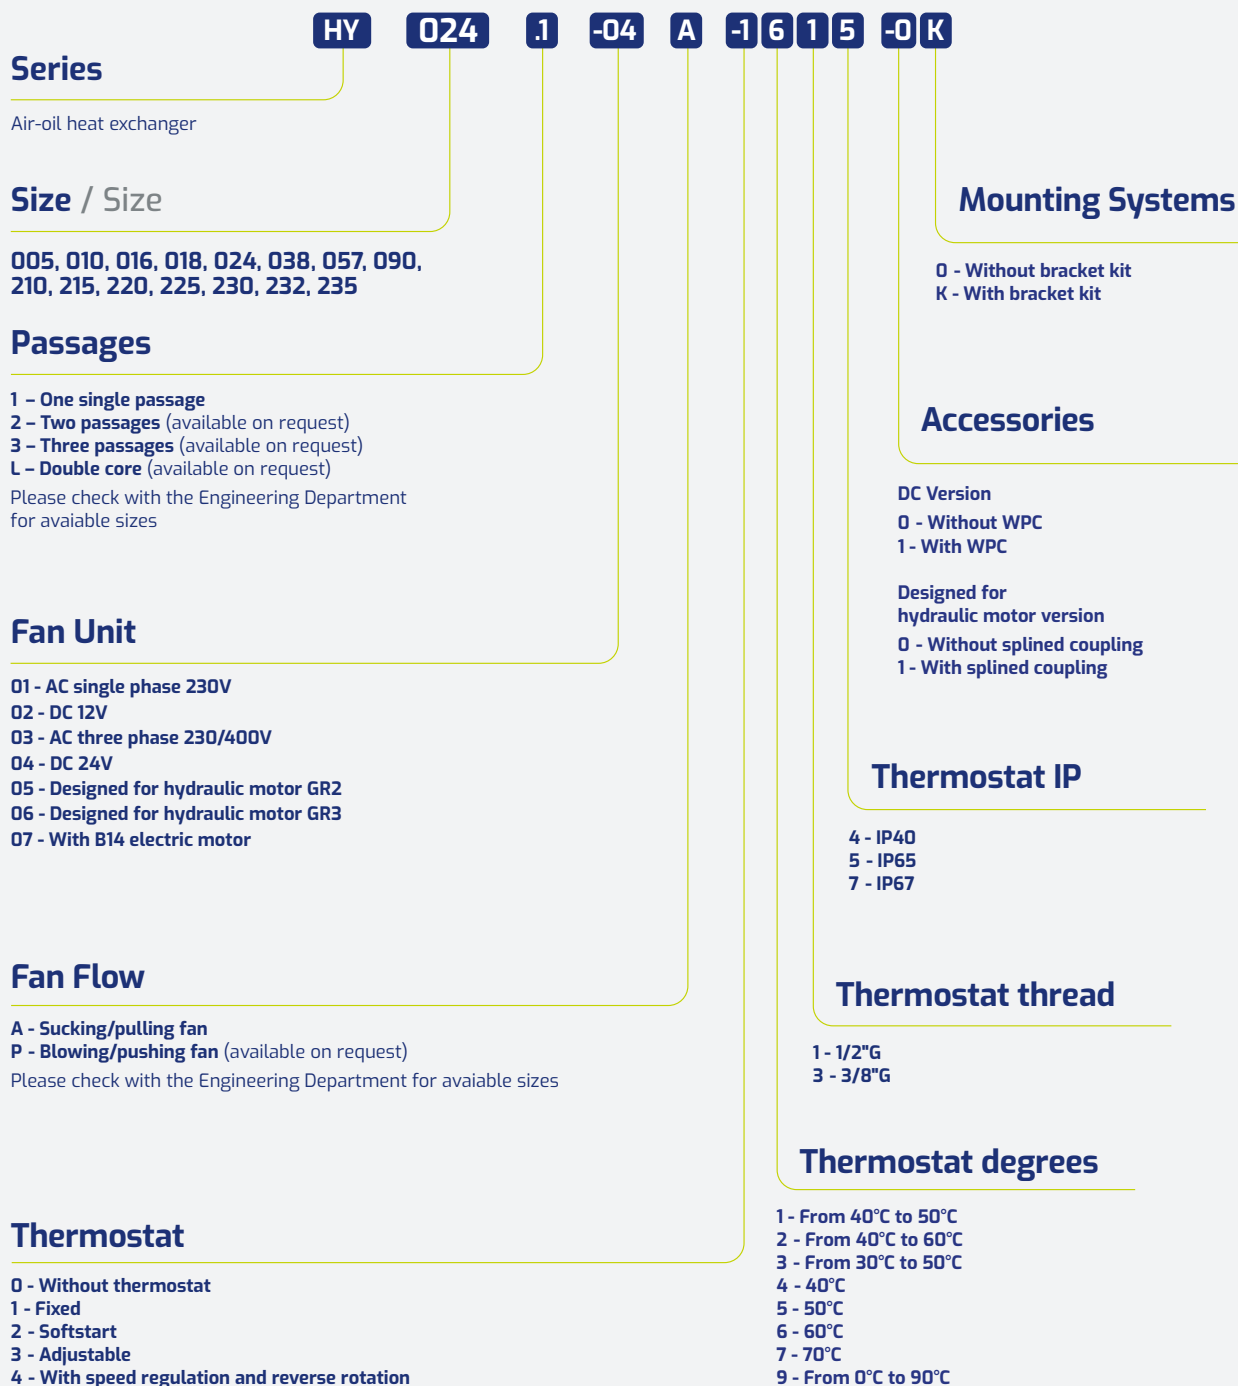 HY 024 .1 -04 A -1 6 1 5 -0 K
Series
Air-oil heat exchanger
Size / Size
005, 010, 016, 018, 024, 038, 057, 090,
210, 215, 220, 225, 230, 232, 235
Passages
1 – One single passage
2 – Two passages (available on request)
3 – Three passages (available on request)
L – Double core (available on request)
Please check with the Engineering Department
for avaiable sizes
Fan Unit
01 - AC single phase 230V
02 - DC 12V
03 - AC three phase 230/400V
04 - DC 24V
05 - Designed for hydraulic motor GR2
06 - Designed for hydraulic motor GR3
07 - With B14 electric motor
Fan Flow
A - Sucking/pulling fan
P - Blowing/pushing fan (available on request)
Please check with the Engineering Department for avaiable sizes
Thermostat
0 - Without thermostat
1 - Fixed
2 - Softstart
3 - Adjustable
4 - With speed regulation and reverse rotation
Mounting Systems
0 - Without bracket kit
K - With bracket kit
Accessories
DC Version
0 - Without WPC
1 - With WPC
Designed for
hydraulic motor version
0 - Without splined coupling
1 - With splined coupling
Thermostat IP
4 - IP40
5 - IP65
7 - IP67
Thermostat thread
1 - 1/2"G
3 - 3/8"G
Thermostat degrees
1 - From 40°C to 50°C
2 - From 40°C to 60°C
3 - From 30°C to 50°C
4 - 40°C
5 - 50°C
6 - 60°C
7 - 70°C
9 - From 0°C to 90°C